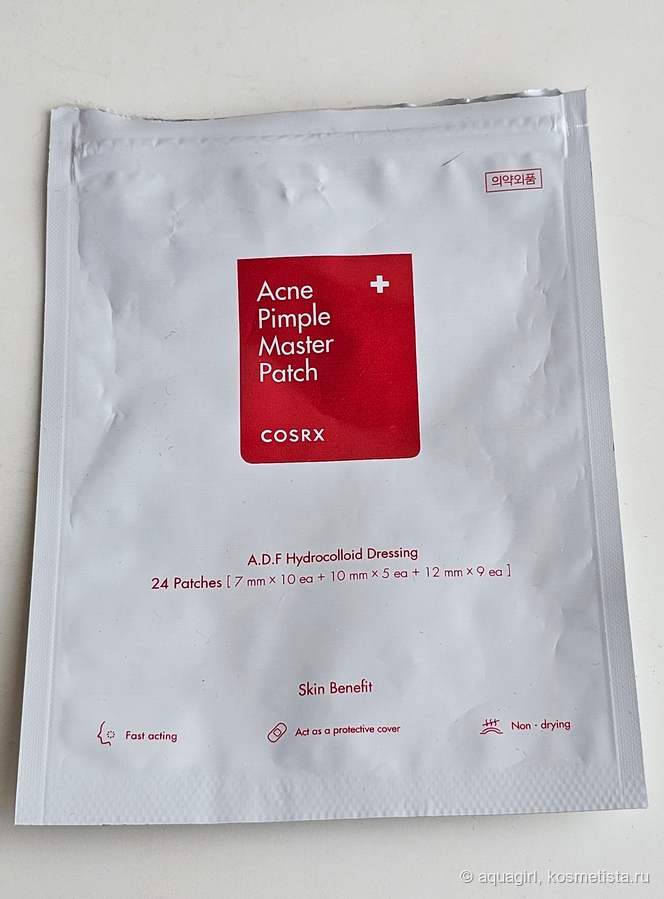 의약외품
Acne
Pimple
Master
Patch
COSRX
A.D.F Hydrocolloid Dressing
24 Patches [ 7 mm × 10 ea + 10 mm × 5 ea + 12 mm × 9 ea ]
Skin Benefit
Fast acting
Act as a protective cover
Non - drying
© aquagirl, kosmetista.ru